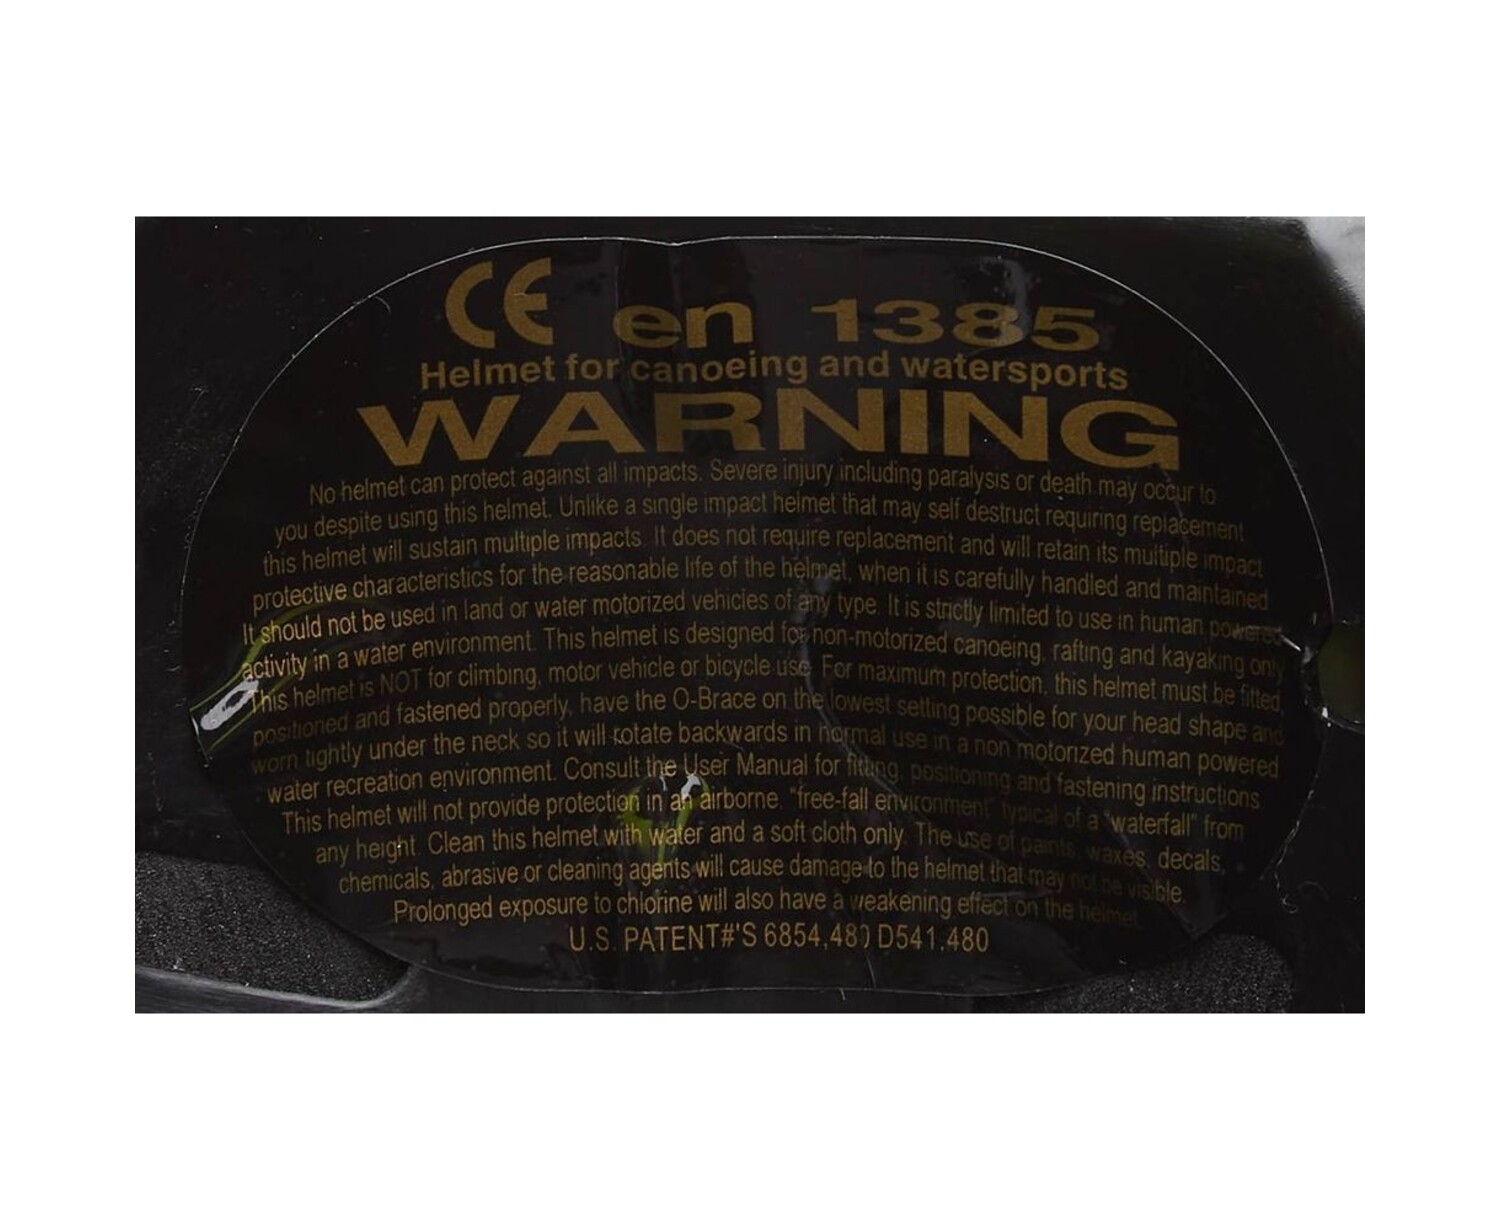 CE en 1385
Helmet for canoeing and watersports
WARNING
No helmet can protect against all impacts. Severe injury including paralysis or death may occur to
you despite using this helmet. Unlike a single impact helmet that may self destruct requiring replacement
this helmet will sustain multiple impacts. It does not require replacement and will retain its multiple impact
protective characteristics for the reasonable life of the helmet, when it is carefully handled and maintained
It should not be used in land or water motorized vehicles of any type. It is strictly limited to use in human powered
activity in a water environment. This helmet is designed for non-motorized canoeing, rafting and kayaking only
This helmet is NOT for climbing, motor vehicle or bicycle use. For maximum protection, this helmet must be fitted,
positioned and fastened properly, have the O-Brace on the lowest setting possible for your head shape and
worn tightly under the neck so it will rotate backwards in normal use in a non motorized human powered
water recreation environment. Consult the User Manual for fitting, positioning and fastening instructions
This helmet will not provide protection in an airborne, "free-fall environment" typical of a "waterfall" from
any height. Clean this helmet with water and a soft cloth only. The use of paints, waxes, decals,
chemicals, abrasive or cleaning agents will cause damage to the helmet that may not be visible.
Prolonged exposure to chlorine will also have a weakening effect on the helmet
U.S. PATENT#'S 6854,480 D541,480